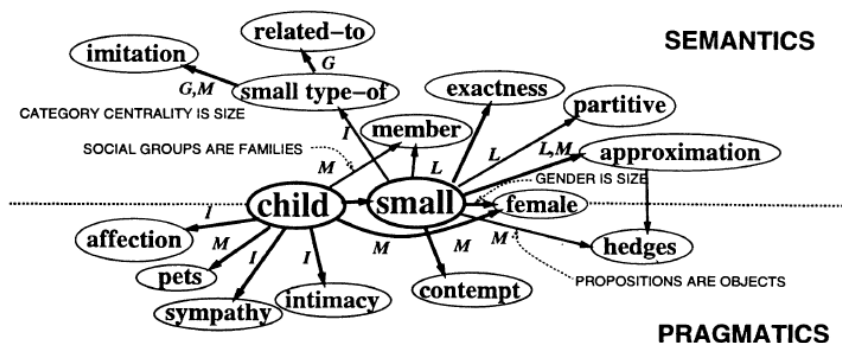 related-to
SEMANTICS
imitation
G
G,M
small type-of
exactness
partitive
CATEGORY CENTRALITY IS SIZE
I
member
L
L,M
approximation
SOCIAL GROUPS ARE FAMILIES
M
L
GENDER IS SIZE
child
small
female
I
affection
M
I
I
M
M
M
hedges
pets
intimacy
contempt
PROPOSITIONS ARE OBJECTS
sympathy
PRAGMATICS